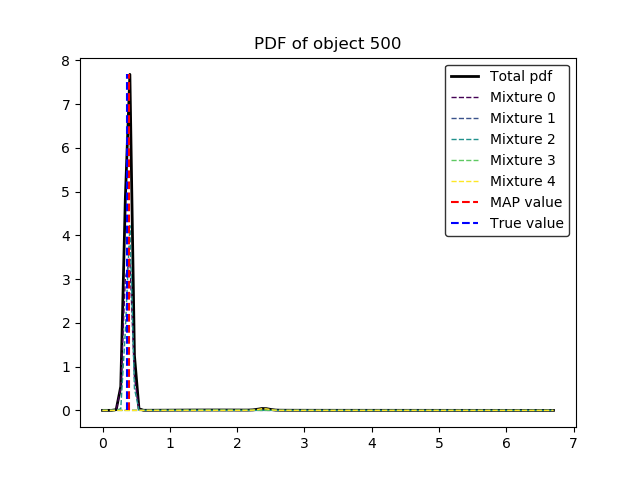 PDF of object 500
8
7
6
5
4
3
2
1
0
0 1 2 3 4 5 6 7
Total pdf
Mixture 0
Mixture 1
Mixture 2
Mixture 3
Mixture 4
MAP value
True value